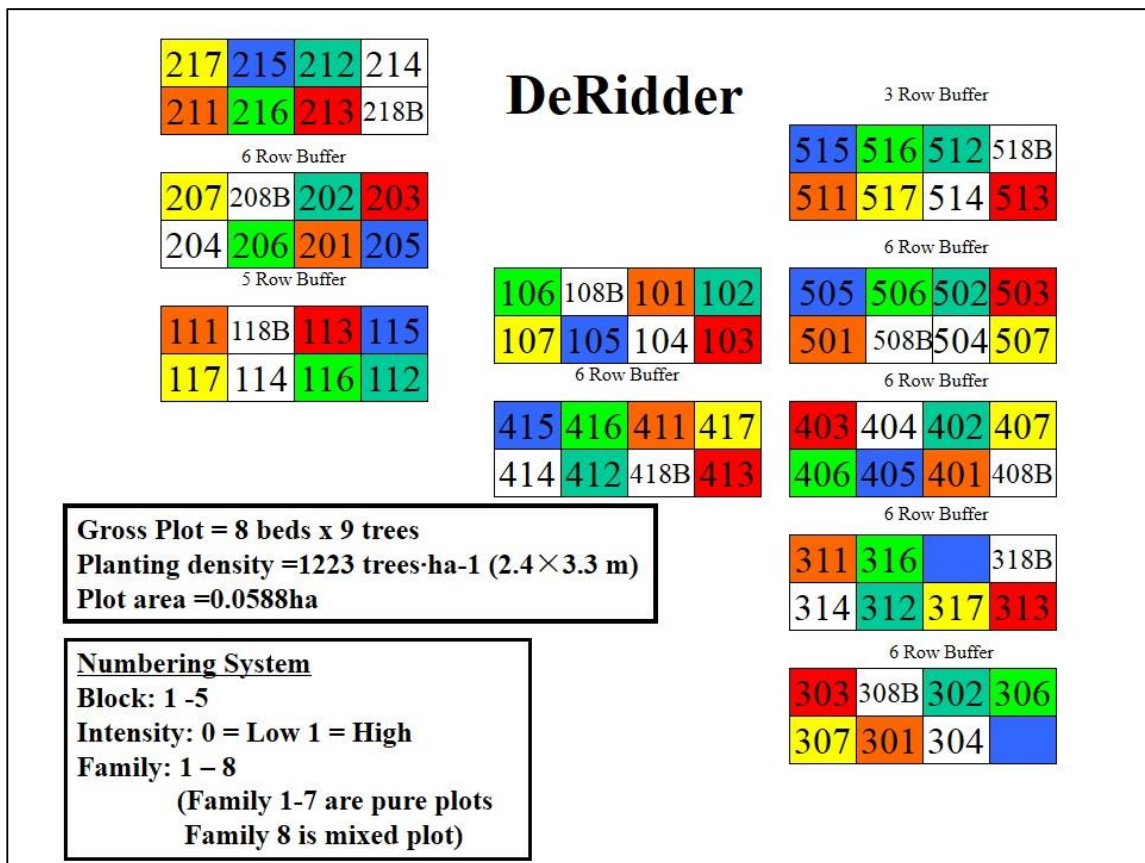 DeRidder
217 215 212 214
211 216 213 218B
6 Row Buffer
207 208B 202 203
204 206 201 205
5 Row Buffer
111 118B 113 115
117 114 116 112
106 108B 101 102
107 105 104 103
6 Row Buffer
415 416 411 417
414 412 418B 413
3 Row Buffer
515 516 512 518B
511 517 514 513
6 Row Buffer
505 506 502 503
501 508B 504 507
6 Row Buffer
403 404 402 407
406 405 401 408B
6 Row Buffer
311 316 318B
314 312 317 313
6 Row Buffer
303 308B 302 306
307 301 304
Gross Plot = 8 beds x 9 trees
Planting density =1223 trees·ha-1 (2.4×3.3 m)
Plot area =0.0588ha
Numbering System
Block: 1 -5
Intensity: 0 = Low 1 = High
Family: 1 – 8
(Family 1-7 are pure plots
Family 8 is mixed plot)